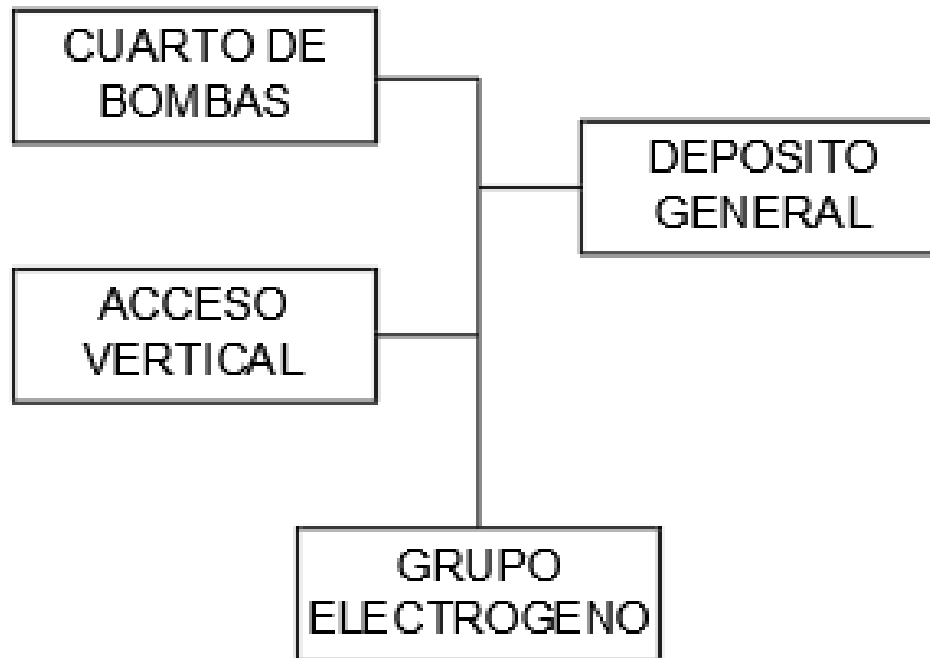 CUARTO DE
BOMBAS
DEPOSITO
GENERAL
ACCESO
VERTICAL
GRUPO
ELECTROGENO